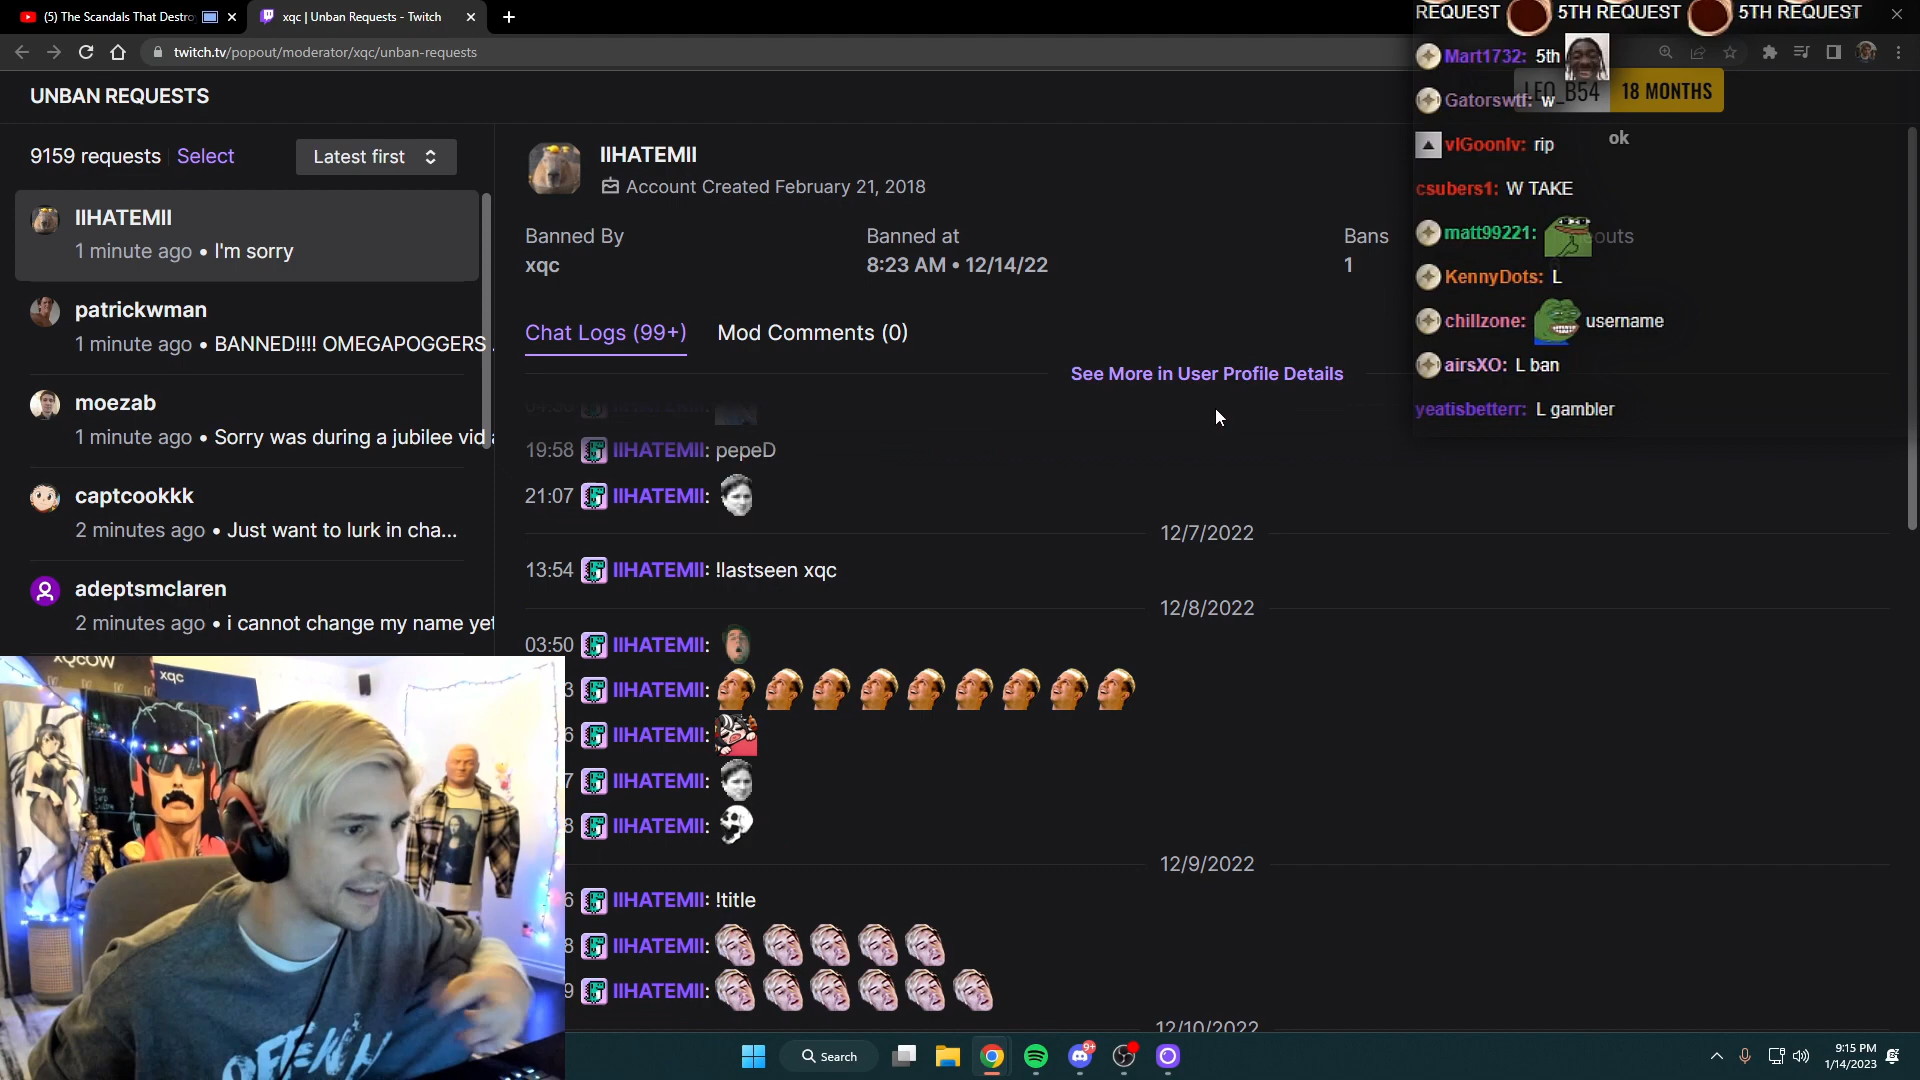 (5) The Scandals That Destro
xqc | Unban Requests - Twitch
twitch.tv/popout/moderator/xqc/unban-requests
UNBAN REQUESTS
9159 requests
Select
Latest first
IIHATEMII
1 minute ago • I'm sorry
patrickwman
1 minute ago • BANNED!!!! OMEGAPOGGERS
moezab
1 minute ago • Sorry was during a jubilee vid
captcookkk
2 minutes ago • Just want to lurk in cha...
adeptsmclaren
2 minutes ago • i cannot change my name yet
IIHATEMII
Account Created February 21, 2018
Banned By
xqc
Banned at
8:23 AM • 12/14/22
Bans
1
Chat Logs (99+)
Mod Comments (0)
See More in User Profile Details
19:58 IIHATEMII: pepeD
21:07 IIHATEMII:
12/7/2022
13:54 IIHATEMII: !lastseen xqc
12/8/2022
03:50 IIHATEMII:
3 IIHATEMII:
6 IIHATEMII:
7 IIHATEMII:
8 IIHATEMII:
12/9/2022
6 IIHATEMII: !title
8 IIHATEMII:
9 IIHATEMII:
12/10/2022
REQUEST 5TH REQUEST 5TH REQUEST
Mart1732: 5th
LEO_B54 18 MONTHS
Gatorswtf: w
ok
vlGoonlv: rip
csubers1: W TAKE
matt99221:
KennyDots: L
chillzone: username
airsXO: L ban
yeatisbetterr: L gambler
xQcOW
xqc
Search
9+
9:15 PM
1/14/2023